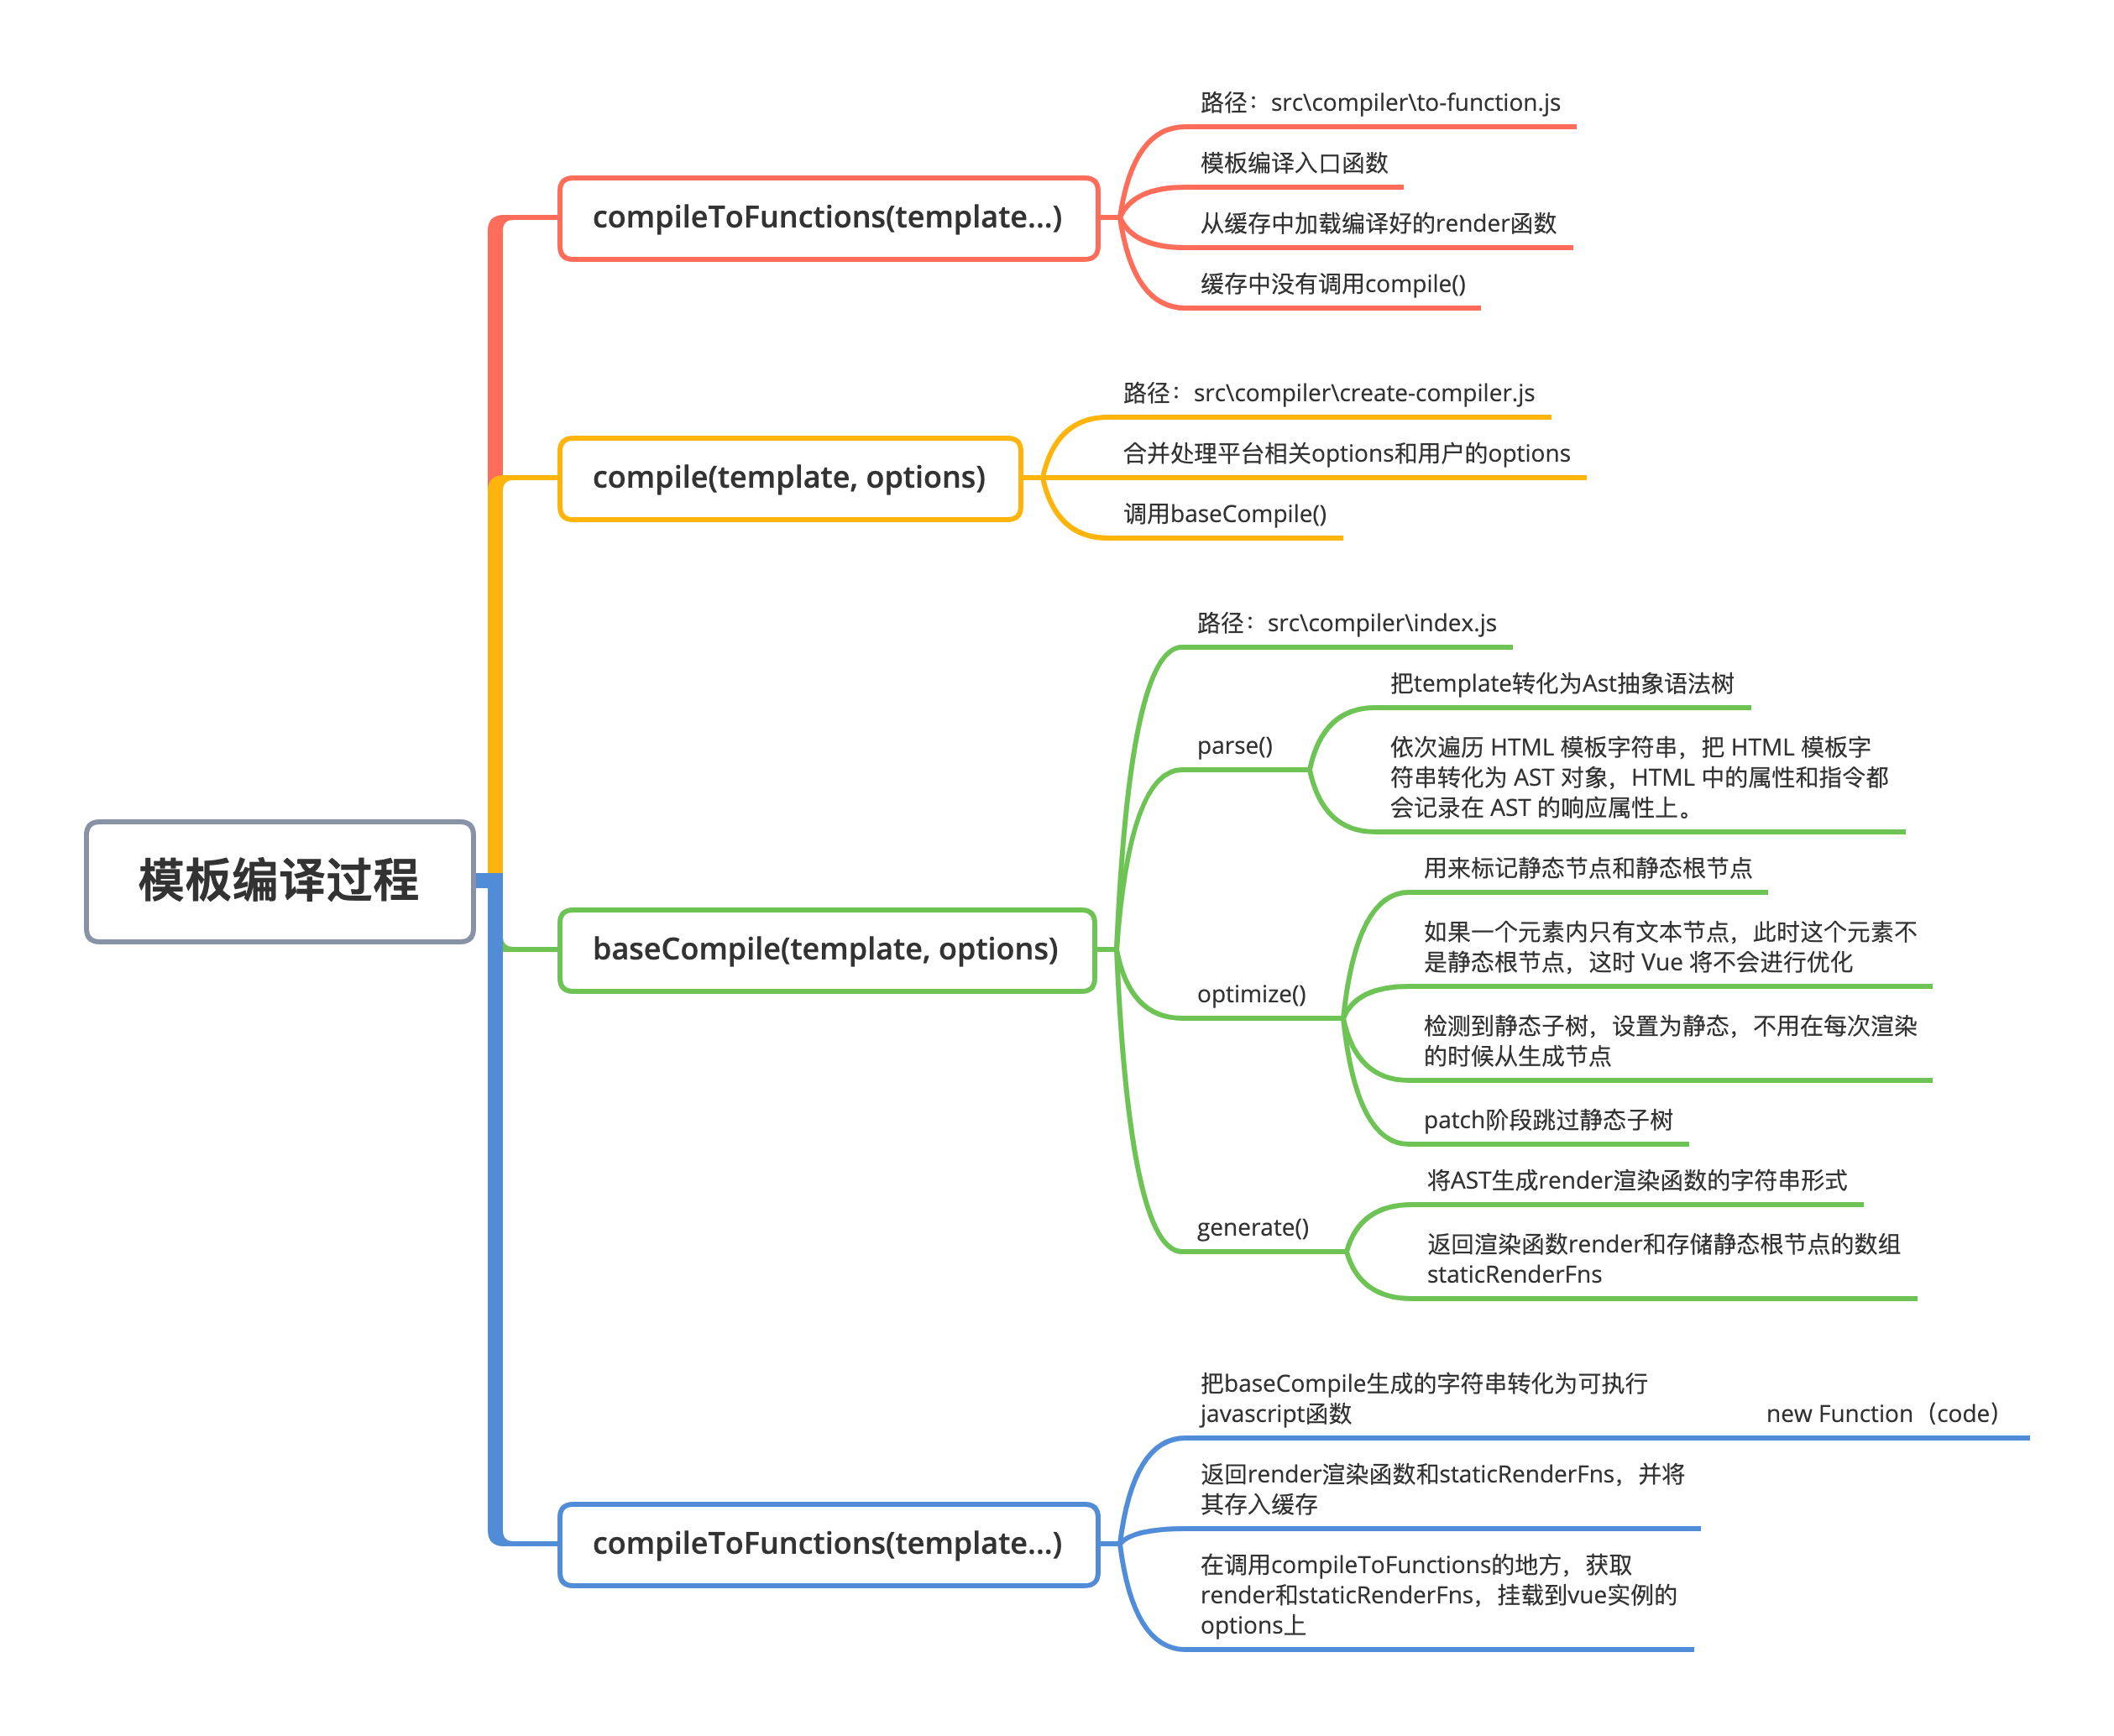 模板编译过程
compileToFunctions(template...)
路径：src\compiler\to-function.js
模板编译入口函数
从缓存中加载编译好的render函数
缓存中没有调用compile()
compile(template, options)
路径：src\compiler\create-compiler.js
合并处理平台相关options和用户的options
调用baseCompile()
baseCompile(template, options)
路径：src\compiler\index.js
parse()
把template转化为Ast抽象语法树
依次遍历 HTML 模板字符串，把 HTML 模板字
符串转化为 AST 对象，HTML 中的属性和指令都
会记录在 AST 的响应属性上。
optimize()
用来标记静态节点和静态根节点
如果一个元素内只有文本节点，此时这个元素不
是静态根节点，这时 Vue 将不会进行优化
检测到静态子树，设置为静态，不用在每次渲染
的时候从生成节点
patch阶段跳过静态子树
generate()
将AST生成render渲染函数的字符串形式
返回渲染函数render和存储静态根节点的数组
staticRenderFns
compileToFunctions(template...)
把baseCompile生成的字符串转化为可执行
javascript函数
new Function（code）
返回render渲染函数和staticRenderFns，并将
其存入缓存
在调用compileToFunctions的地方，获取
render和staticRenderFns，挂载到vue实例的
options上